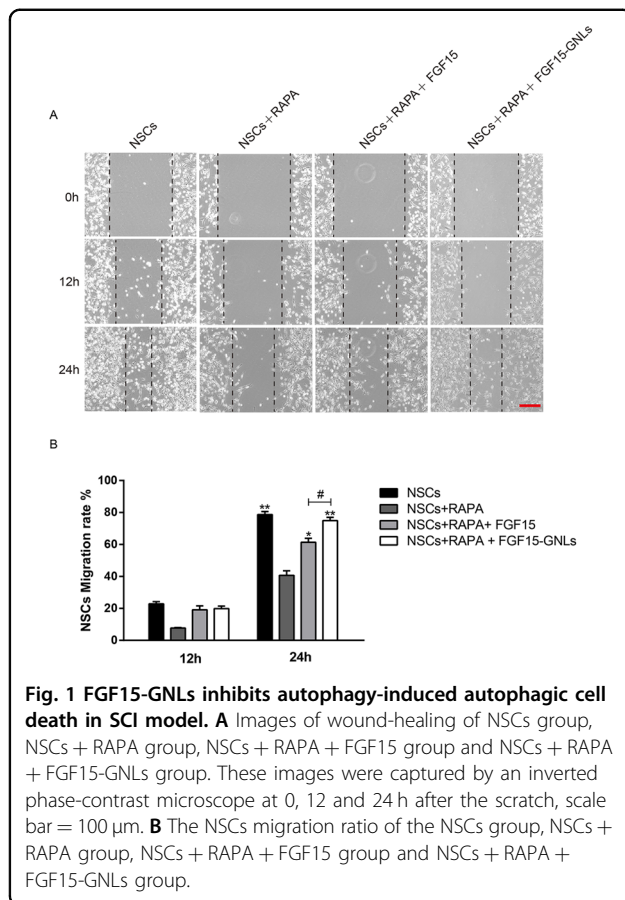 A
NSCs
NSCs+RAPA
NSCs+RAPA+ FGF15
NSCs+RAPA + FGF15-GNLs
0h
12h
24h
B
NSCs Migration rate %
100
80
60
40
20
0
**
*
#
**
12h
24h
NSCs
NSCs+RAPA
NSCs+RAPA+ FGF15
NSCs+RAPA + FGF15-GNLs
Fig. 1 FGF15-GNLs inhibits autophagy-induced autophagic cell
death in SCI model. A Images of wound-healing of NSCs group,
NSCs + RAPA group, NSCs + RAPA + FGF15 group and NSCs + RAPA
+ FGF15-GNLs group. These images were captured by an inverted
phase-contrast microscope at 0, 12 and 24 h after the scratch, scale
bar = 100 μm. B The NSCs migration ratio of the NSCs group, NSCs +
RAPA group, NSCs + RAPA + FGF15 group and NSCs + RAPA +
FGF15-GNLs group.